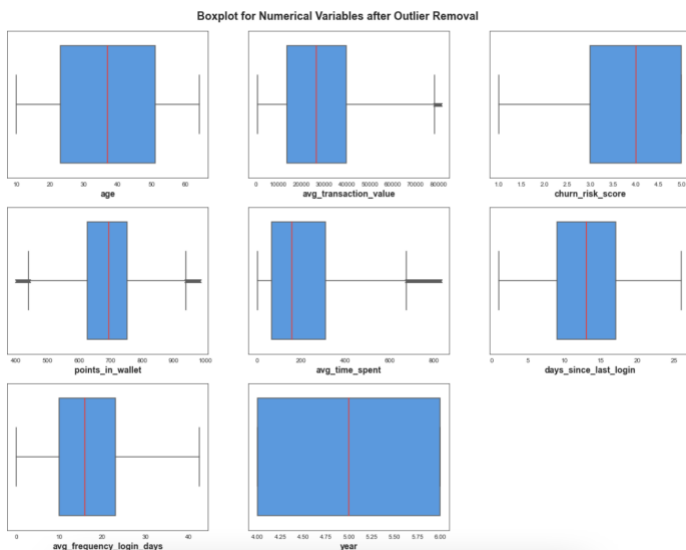 Boxplot for Numerical Variables after Outlier Removal
10 20 30 40 50 60
age
0 10000 20000 30000 40000 50000 60000 70000 80000
avg_transaction_value
1.0 1.5 2.0 2.5 3.0 3.5 4.0 4.5 5.0
churn_risk_score
400 500 600 700 800 900 1000
points_in_wallet
0 200 400 600 800
avg_time_spent
0 5 10 15 20 25
days_since_last_login
0 10 20 30 40
avg_frequency_login_days
4.00 4.25 4.50 4.75 5.00 5.25 5.50 5.75 6.00
year